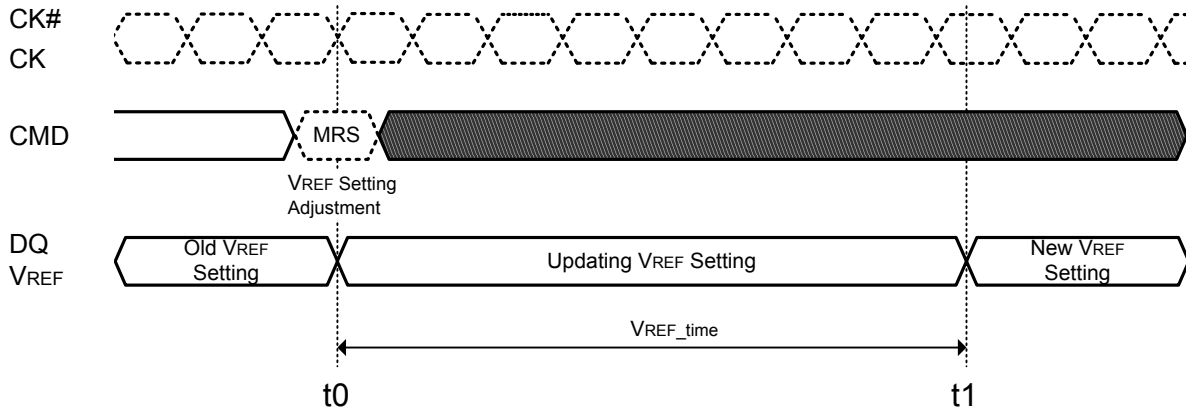 CK#
CK
CMD
MRS
VREF Setting
Adjustment
DQ
VREF
Old VREF
Setting
Updating VREF Setting
New VREF
Setting
VREF_time
t0
t1